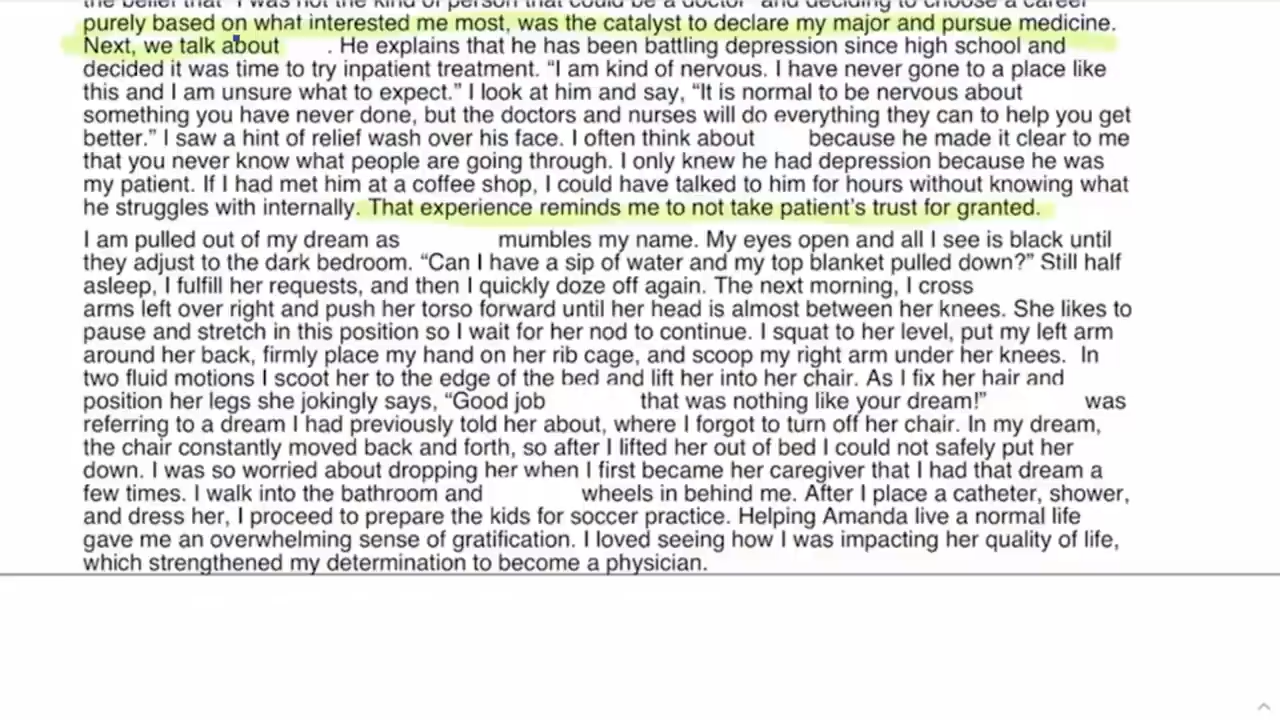 the belief that "I was not the kind of person that could be a doctor" and deciding to choose a career
purely based on what interested me most, was the catalyst to declare my major and pursue medicine.
Next, we talk about . He explains that he has been battling depression since high school and
decided it was time to try inpatient treatment. “I am kind of nervous. I have never gone to a place like
this and I am unsure what to expect.” I look at him and say, “It is normal to be nervous about
something you have never done, but the doctors and nurses will do everything they can to help you get
better.” I saw a hint of relief wash over his face. I often think about because he made it clear to me
that you never know what people are going through. I only knew he had depression because he was
my patient. If I had met him at a coffee shop, I could have talked to him for hours without knowing what
he struggles with internally. That experience reminds me to not take patient’s trust for granted.
I am pulled out of my dream as mumbles my name. My eyes open and all I see is black until
they adjust to the dark bedroom. “Can I have a sip of water and my top blanket pulled down?” Still half
asleep, I fulfill her requests, and then I quickly doze off again. The next morning, I cross
arms left over right and push her torso forward until her head is almost between her knees. She likes to
pause and stretch in this position so I wait for her nod to continue. I squat to her level, put my left arm
around her back, firmly place my hand on her rib cage, and scoop my right arm under her knees. In
two fluid motions I scoot her to the edge of the bed and lift her into her chair. As I fix her hair and
position her legs she jokingly says, “Good job that was nothing like your dream!” was
referring to a dream I had previously told her about, where I forgot to turn off her chair. In my dream,
the chair constantly moved back and forth, so after I lifted her out of bed I could not safely put her
down. I was so worried about dropping her when I first became her caregiver that I had that dream a
few times. I walk into the bathroom and wheels in behind me. After I place a catheter, shower,
and dress her, I proceed to prepare the kids for soccer practice. Helping Amanda live a normal life
gave me an overwhelming sense of gratification. I loved seeing how I was impacting her quality of life,
which strengthened my determination to become a physician.